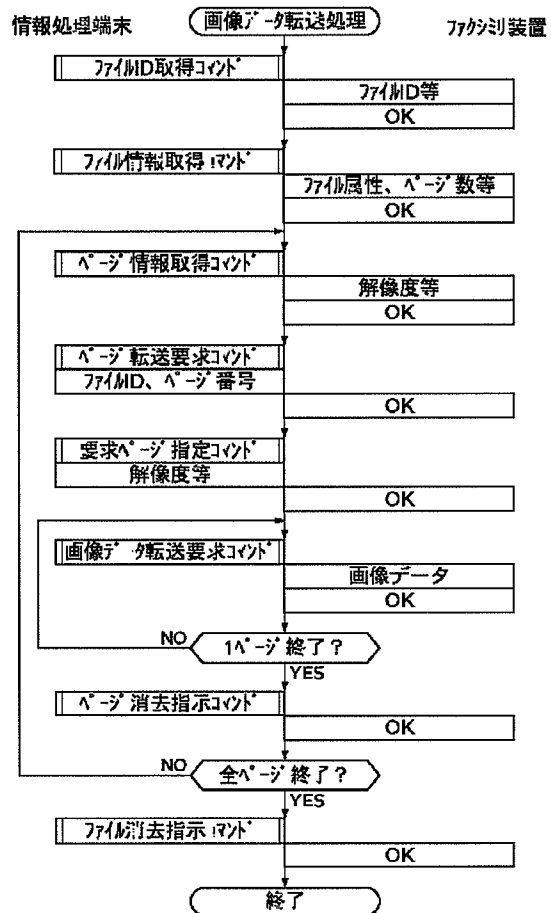 画像データ転送処理
情報処理端末
ファクシミリ装置
ファイルID取得コマンド
ファイルID等
OK
ファイル情報取得コマンド
ファイル属性、ページ数等
OK
ページ情報取得コマンド
解像度等
OK
ページ転送要求コマンド
ファイルID、ページ番号
OK
要求ページ指定コマンド
解像度等
OK
画像データ転送要求コマンド
画像データ
OK
NO
1ページ終了？
YES
ページ消去指示コマンド
OK
NO
全ページ終了？
YES
ファイル消去指示コマンド
OK
終了